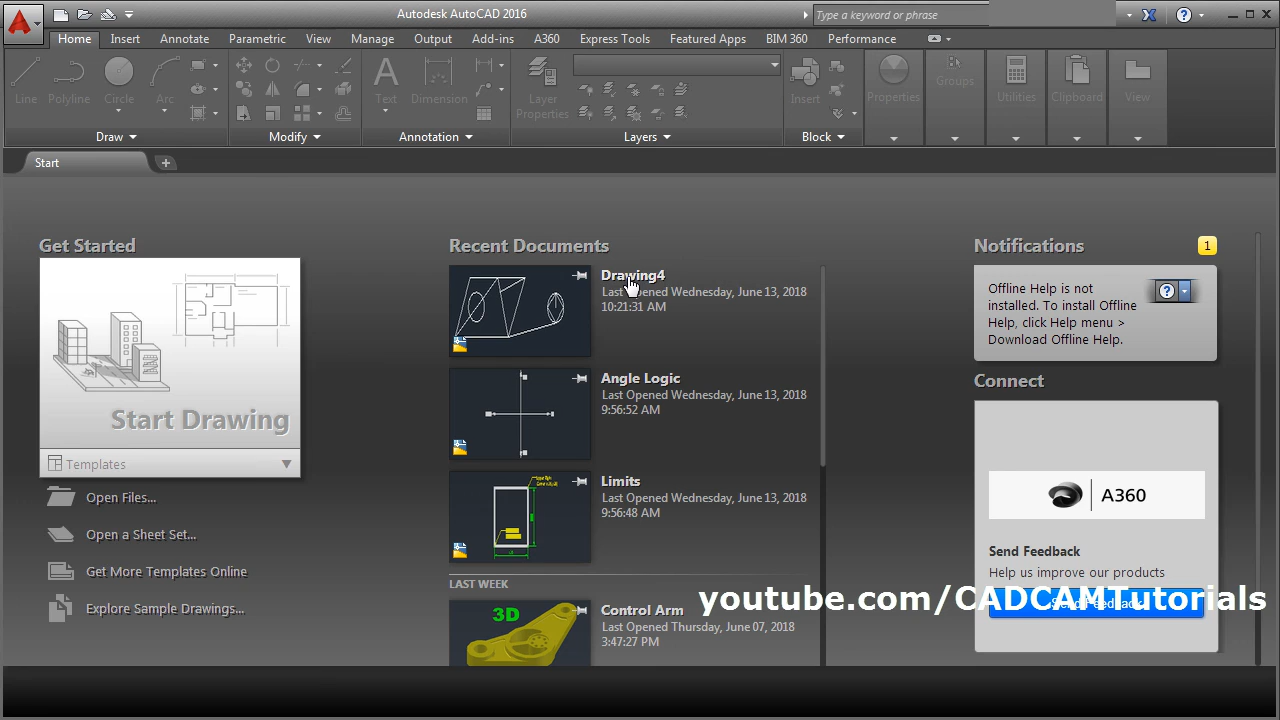 Autodesk AutoCAD 2016
Type a keyword or phrase
Home Insert Annotate Parametric View Manage Output Add-ins A360 Express Tools Featured Apps BIM 360 Performance
Line Polyline Circle Arc Text Dimension Layer Properties Insert Properties Groups Utilities Clipboard View
Draw Modify Annotation Layers Block
Start
Get Started
Start Drawing
Templates
Open Files...
Open a Sheet Set...
Get More Templates Online
Explore Sample Drawings...
Recent Documents
Drawing4
Last Opened Wednesday, June 13, 2018
10:21:31 AM
Angle Logic
Last Opened Wednesday, June 13, 2018
9:56:52 AM
Limits
Last Opened Wednesday, June 13, 2018
9:56:48 AM
LAST WEEK
3D
Control Arm
Last Opened Thursday, June 07, 2018
3:47:27 PM
Notifications
1
Offline Help is not
installed. To install Offline
Help, click Help menu >
Download Offline Help.
Connect
A360
Send Feedback
Help us improve our products
youtube.com/CADCAMTutorials